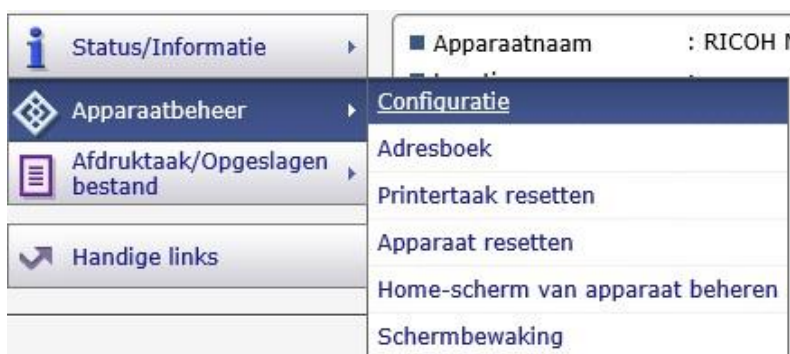 Status/Informatie
Apparaatnaam : RICOH
Apparaatbeheer
Configuratie
Adresboek
Afdruktaak/Opgeslagen
bestand
Printertaak resetten
Apparaat resetten
Handige links
Home-scherm van apparaat beheren
Schermbewaking